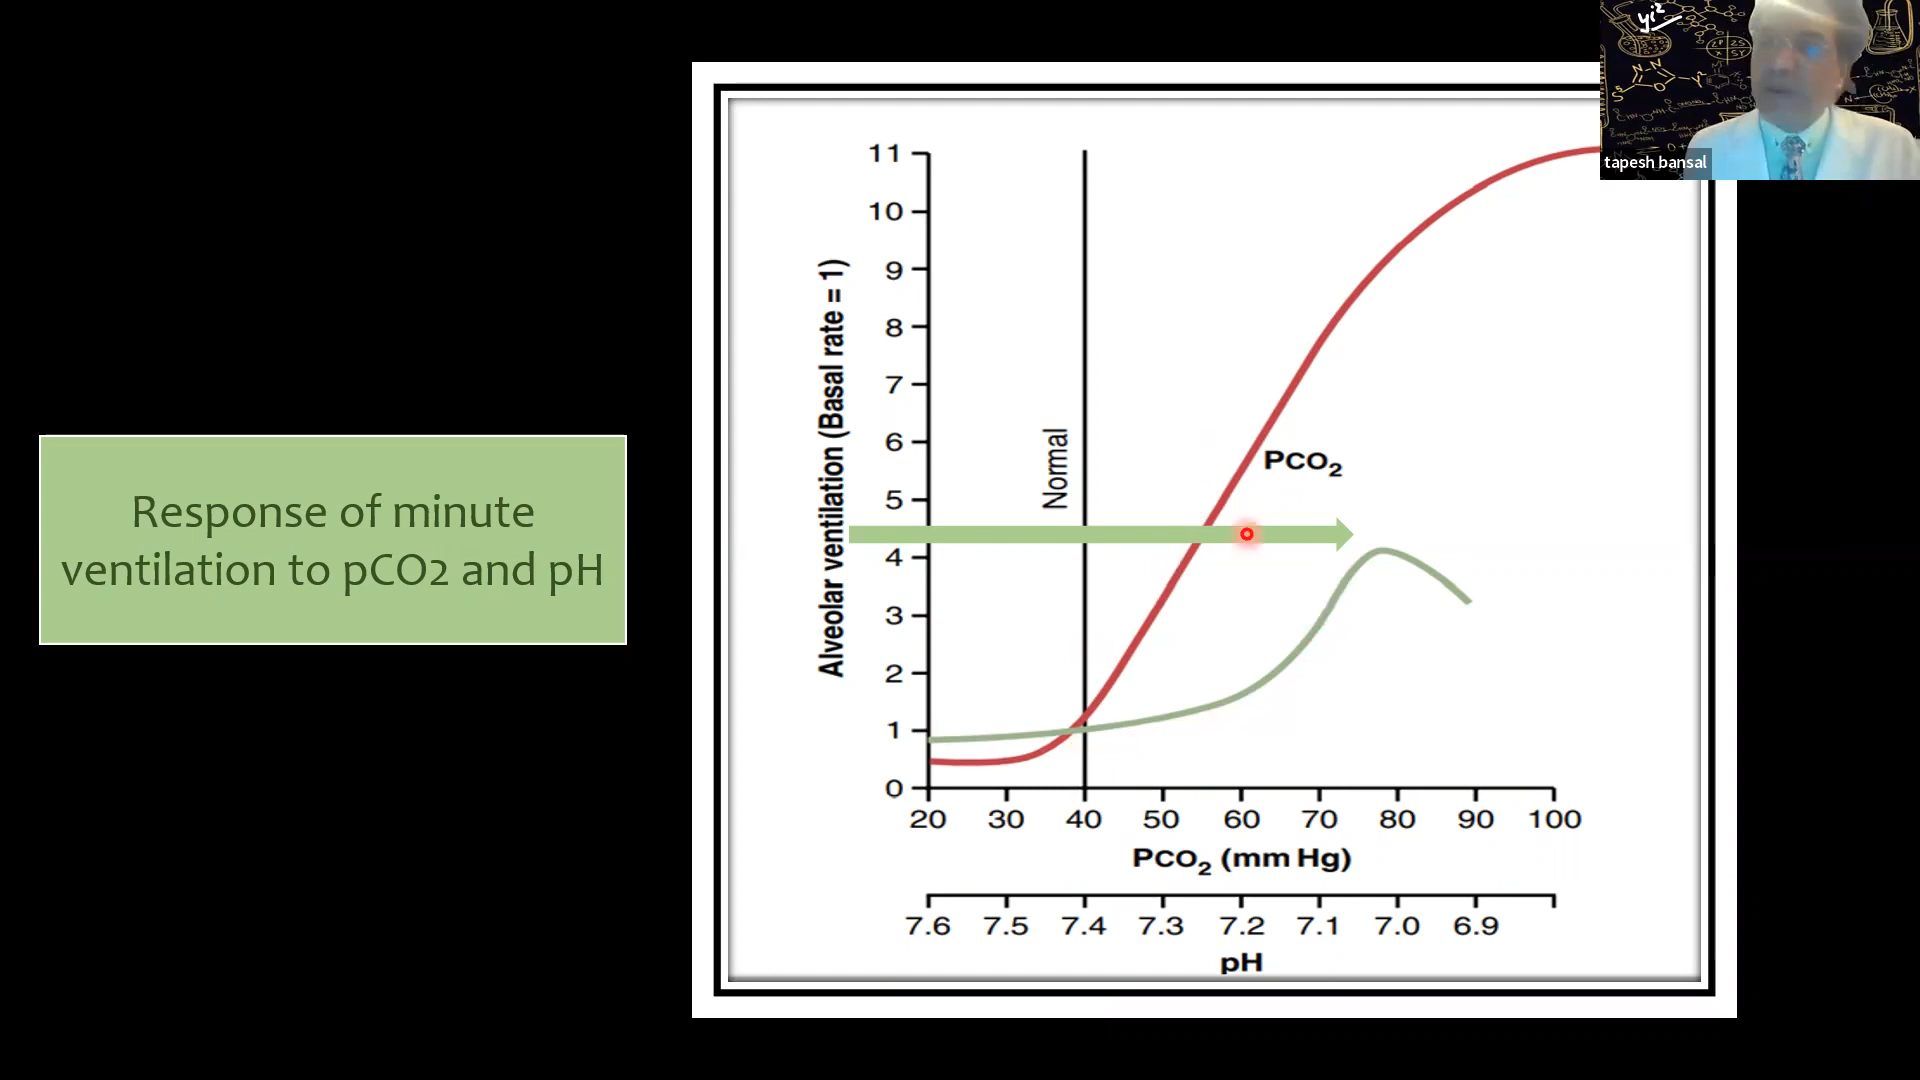 Response of minute
ventilation to pCO2 and pH
tapesh bansal
Alveolar ventilation (Basal rate = 1)
11
10
9
8
7
6
5
4
3
2
1
0
Normal
PCO₂
20 30 40 50 60 70 80 90 100
PCO₂ (mm Hg)
7.6 7.5 7.4 7.3 7.2 7.1 7.0 6.9
pH